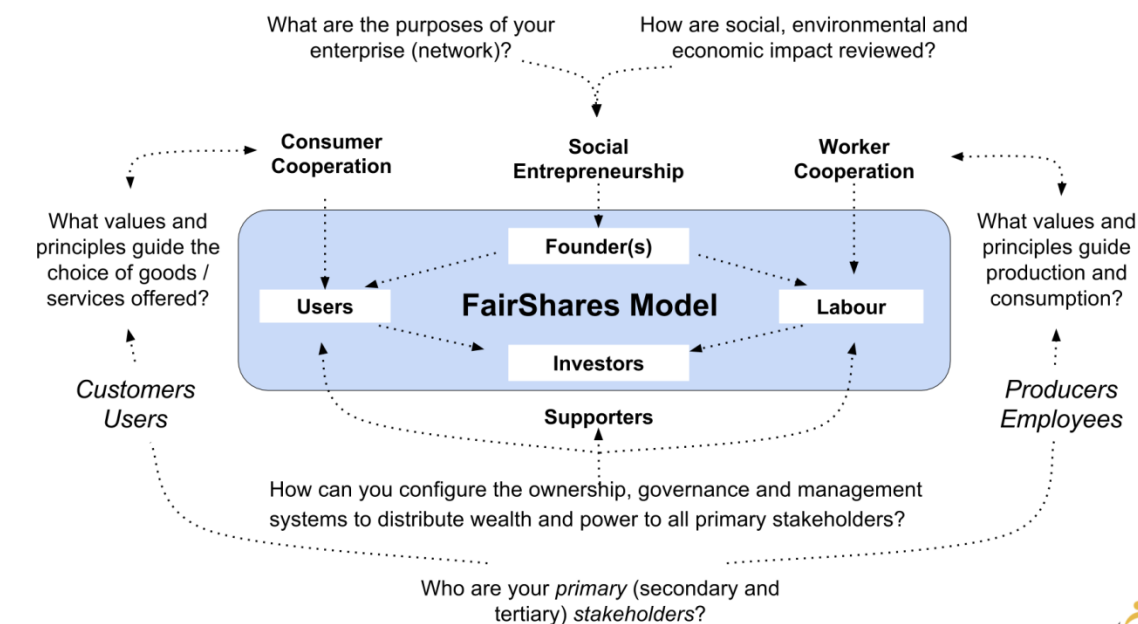 What are the purposes of your
enterprise (network)?
How are social, environmental and
economic impact reviewed?
Consumer
Cooperation
Social
Entrepreneurship
Worker
Cooperation
What values and
principles guide the
choice of goods /
services offered?
What values and
principles guide
production and
consumption?
Founder(s)
Users
FairShares Model
Labour
Investors
Customers
Users
Supporters
Producers
Employees
How can you configure the ownership, governance and management
systems to distribute wealth and power to all primary stakeholders?
Who are your primary (secondary and
tertiary) stakeholders?